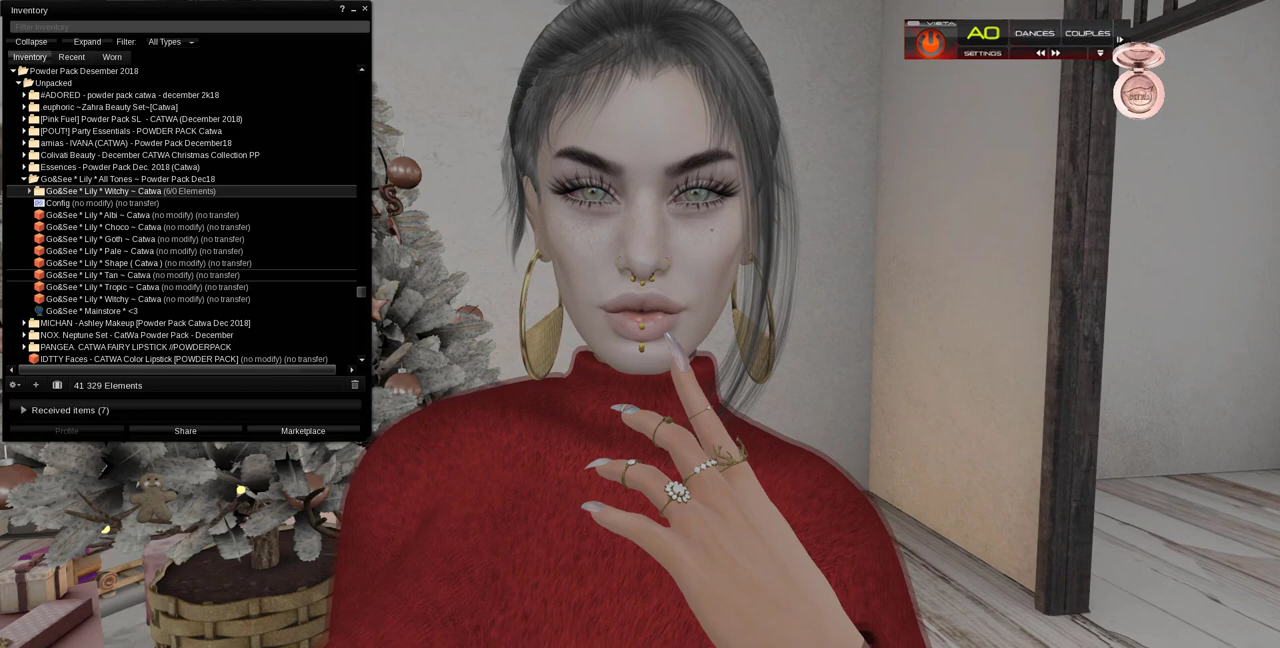 Inventory
Filter Inventory
Collapse Expand Filter: All Types
Inventory Recent Worn
Powder Pack Desember 2018
Unpacked
#ADORED - powder pack catwa - december 2k18
.euphoric ~Zahra Beauty Set~[Catwa]
[Pink Fuel] Powder Pack SL - CATWA (December 2018)
[POUT!] Party Essentials - POWDER PACK Catwa
amias - IVANA (CATWA) - Powder Pack December18
Colivati Beauty - December CATWA Christmas Collection PP
Essences - Powder Pack Dec. 2018 (Catwa)
Go&See * Lily * All Tones ~ Powder Pack Dec18
Go&See * Lily * Witchy ~ Catwa (6/0 Elements)
Config (no modify) (no transfer)
Go&See * Lily * Albi ~ Catwa (no modify) (no transfer)
Go&See * Lily * Choco ~ Catwa (no modify) (no transfer)
Go&See * Lily * Goth ~ Catwa (no modify) (no transfer)
Go&See * Lily * Pale ~ Catwa (no modify) (no transfer)
Go&See * Lily * Shape ( Catwa ) (no modify) (no transfer)
Go&See * Lily * Tan ~ Catwa (no modify) (no transfer)
Go&See * Lily * Tropic ~ Catwa (no modify) (no transfer)
Go&See * Lily * Witchy ~ Catwa (no modify) (no transfer)
Go&See * Mainstore * <3
MICHAN - Ashley Makeup [Powder Pack Catwa Dec 2018]
NOX. Neptune Set - CatWa Powder Pack - December
PANGEA. CATWA FAIRY LIPSTICK //POWDERPACK
IDTTY Faces - CATWA Color Lipstick [POWDER PACK] (no modify) (no transfer)
41 329 Elements
Received items (7)
Profile Share Marketplace
VISTA
AO DANCES COUPLES
SETTINGS
CATWA